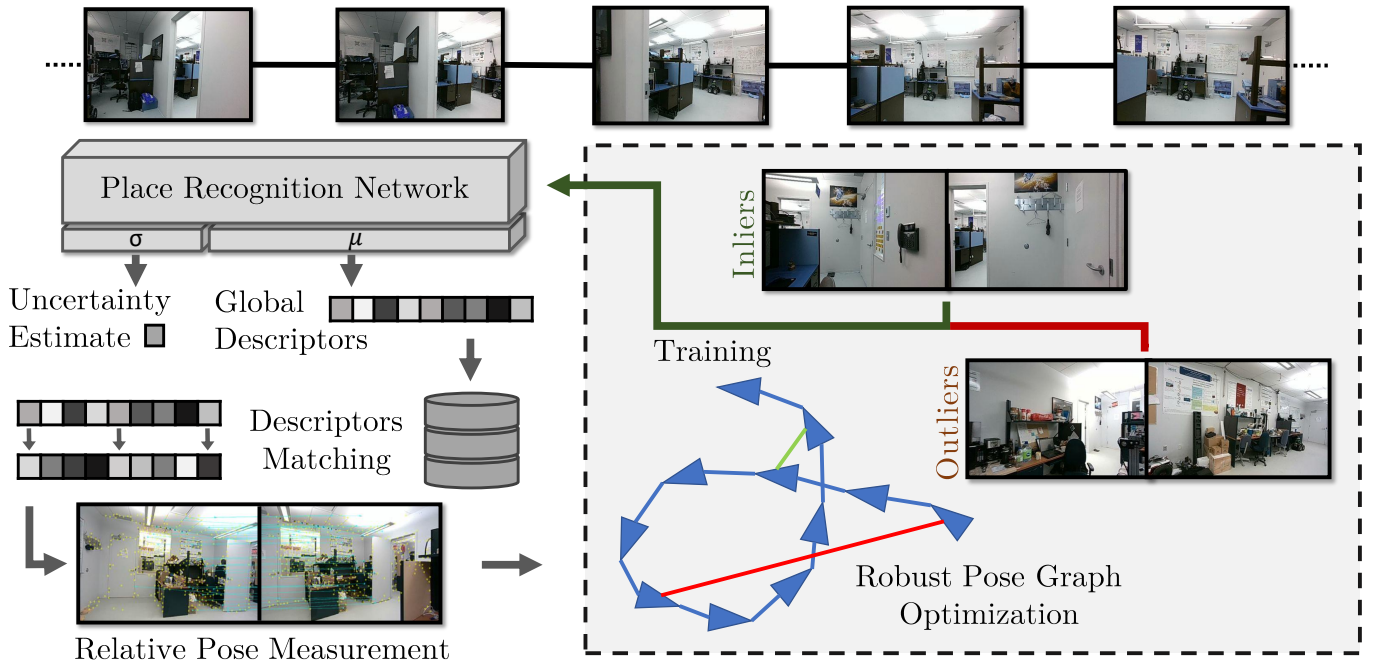 Place Recognition Network
σ
μ
Uncertainty
Estimate
Global
Descriptors
Descriptors
Matching
Relative Pose Measurement
Inliers
Training
Outliers
Robust Pose Graph
Optimization